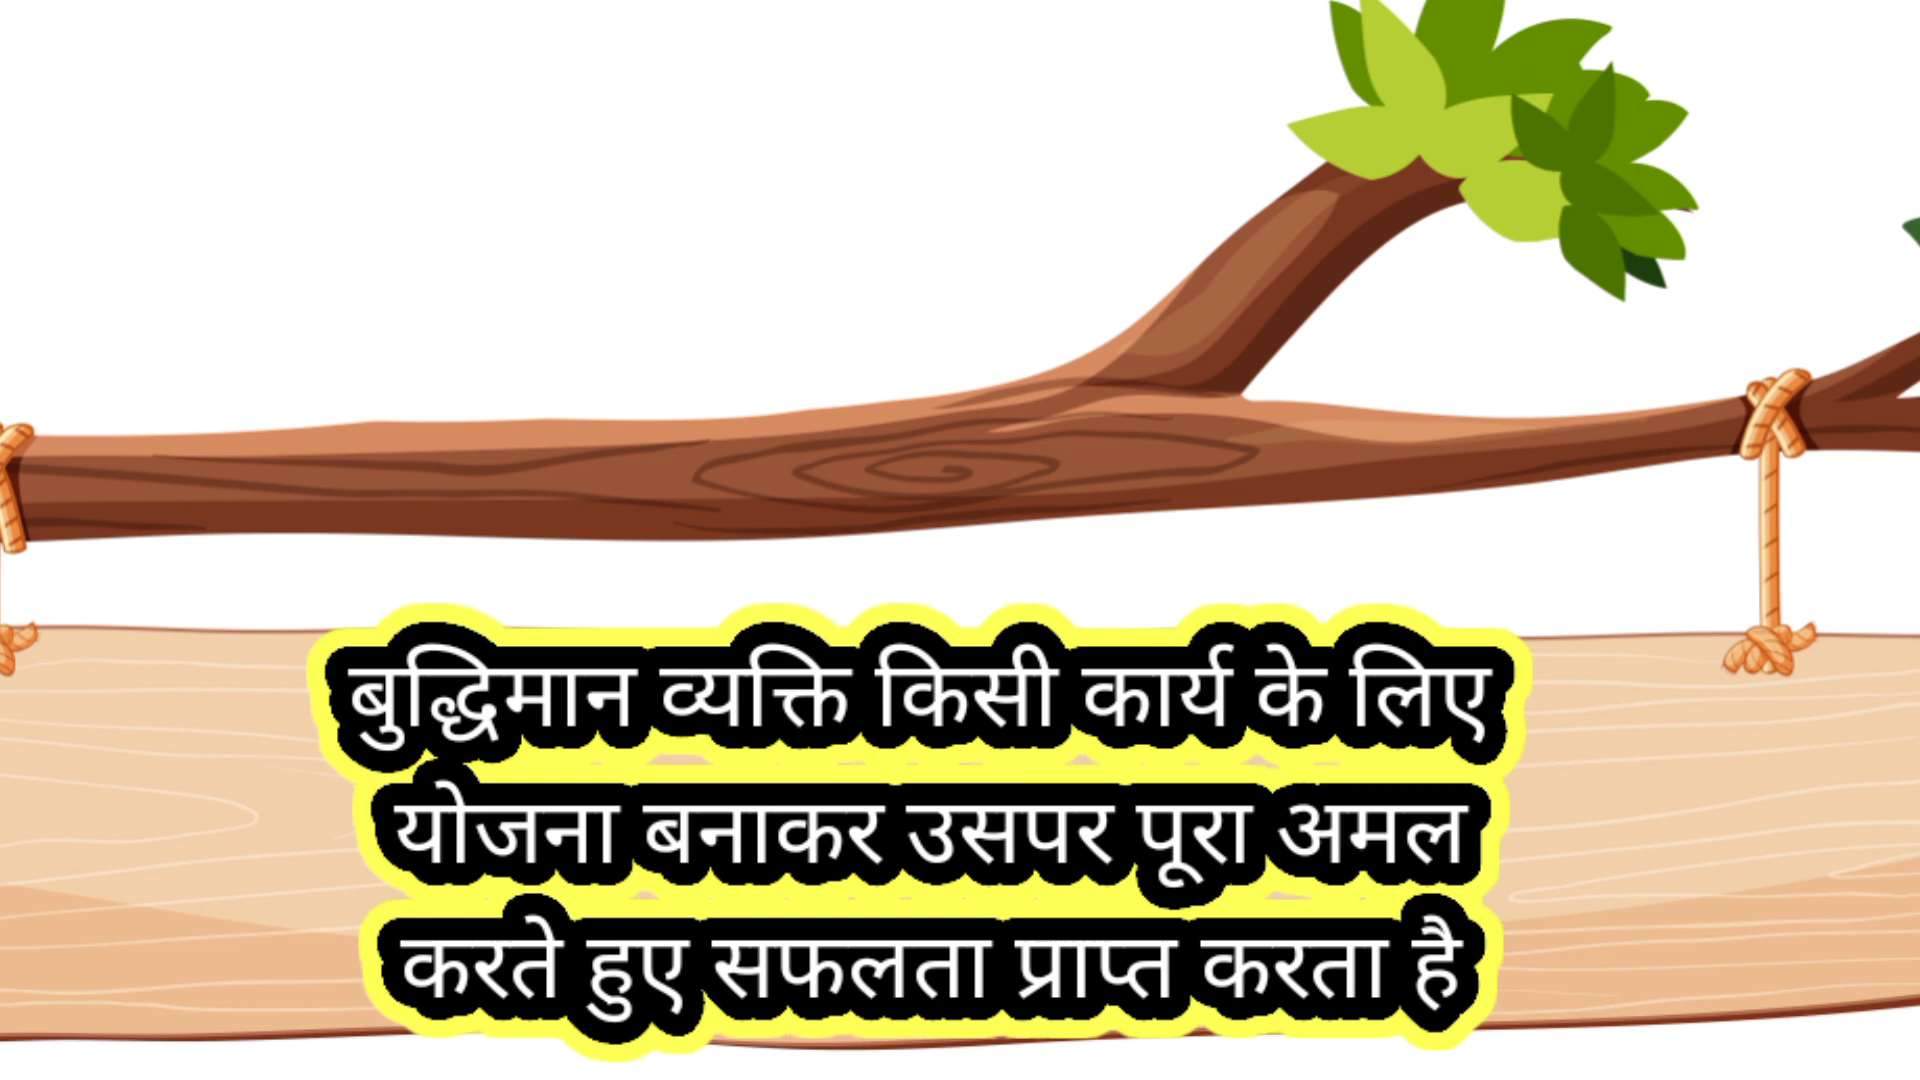 बुद्धिमान व्यक्ति किसी कार्य के लिए
योजना बनाकर उसपर पूरा अमल
करते हुए सफलता प्राप्त करता है